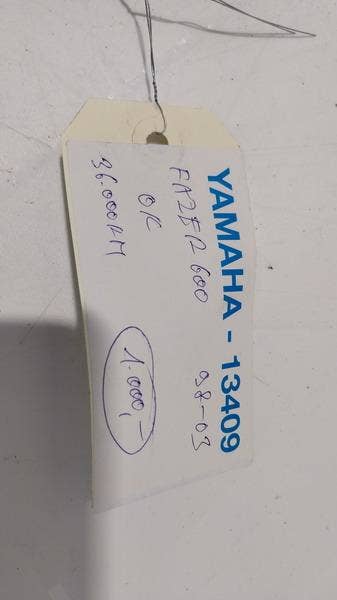 YAMAHA - 13409
FAZER 600 98-03
OK
36.000KM
1.000,-